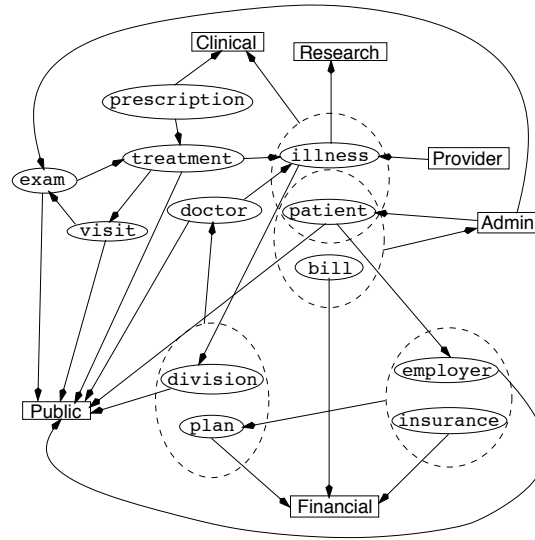 Clinical
Research
prescription
treatment
illness
Provider
exam
doctor
patient
Admin
visit
bill
division
employer
Public
plan
insurance
Financial